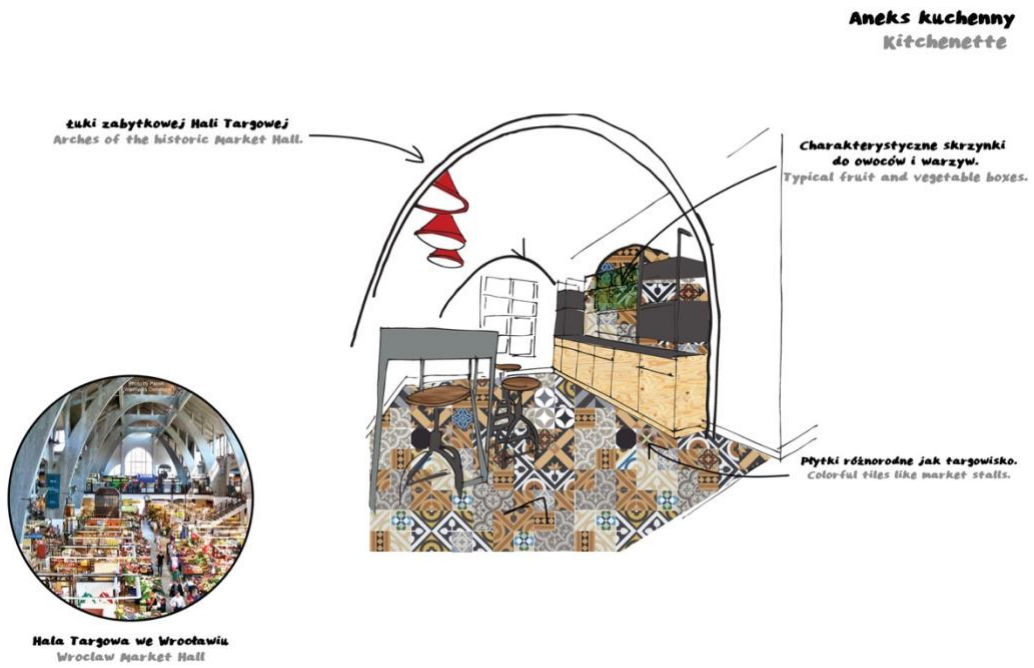 Aneks kuchenny
Kitchenette
Łuki zabytkowej Hali Targowej
Arches of the historic Market Hall.
Charakterystyczne skrzynki
do owoców i warzyw.
Typical fruit and vegetable boxes.
Płytki różnorodne jak targowisko.
Colorful tiles like market stalls.
Hala Targowa we Wrocławiu
Wroclaw Market Hall